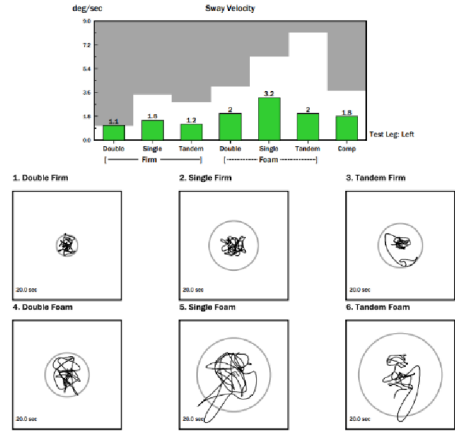 deg/sec Sway Velocity
9.0
7.2
5.4
3.6
1.8
0.0
1.1 1.5 1.2 2 3.2 2 1.8
Test Leg: Left
Double Single Tandem Double Single Tandem Comp
Firm Foam
1. Double Firm 2. Single Firm 3. Tandem Firm
20.0 sec 20.0 sec 20.0 sec
4. Double Foam 5. Single Foam 6. Tandem Foam
20.0 sec 20.0 sec 20.0 sec